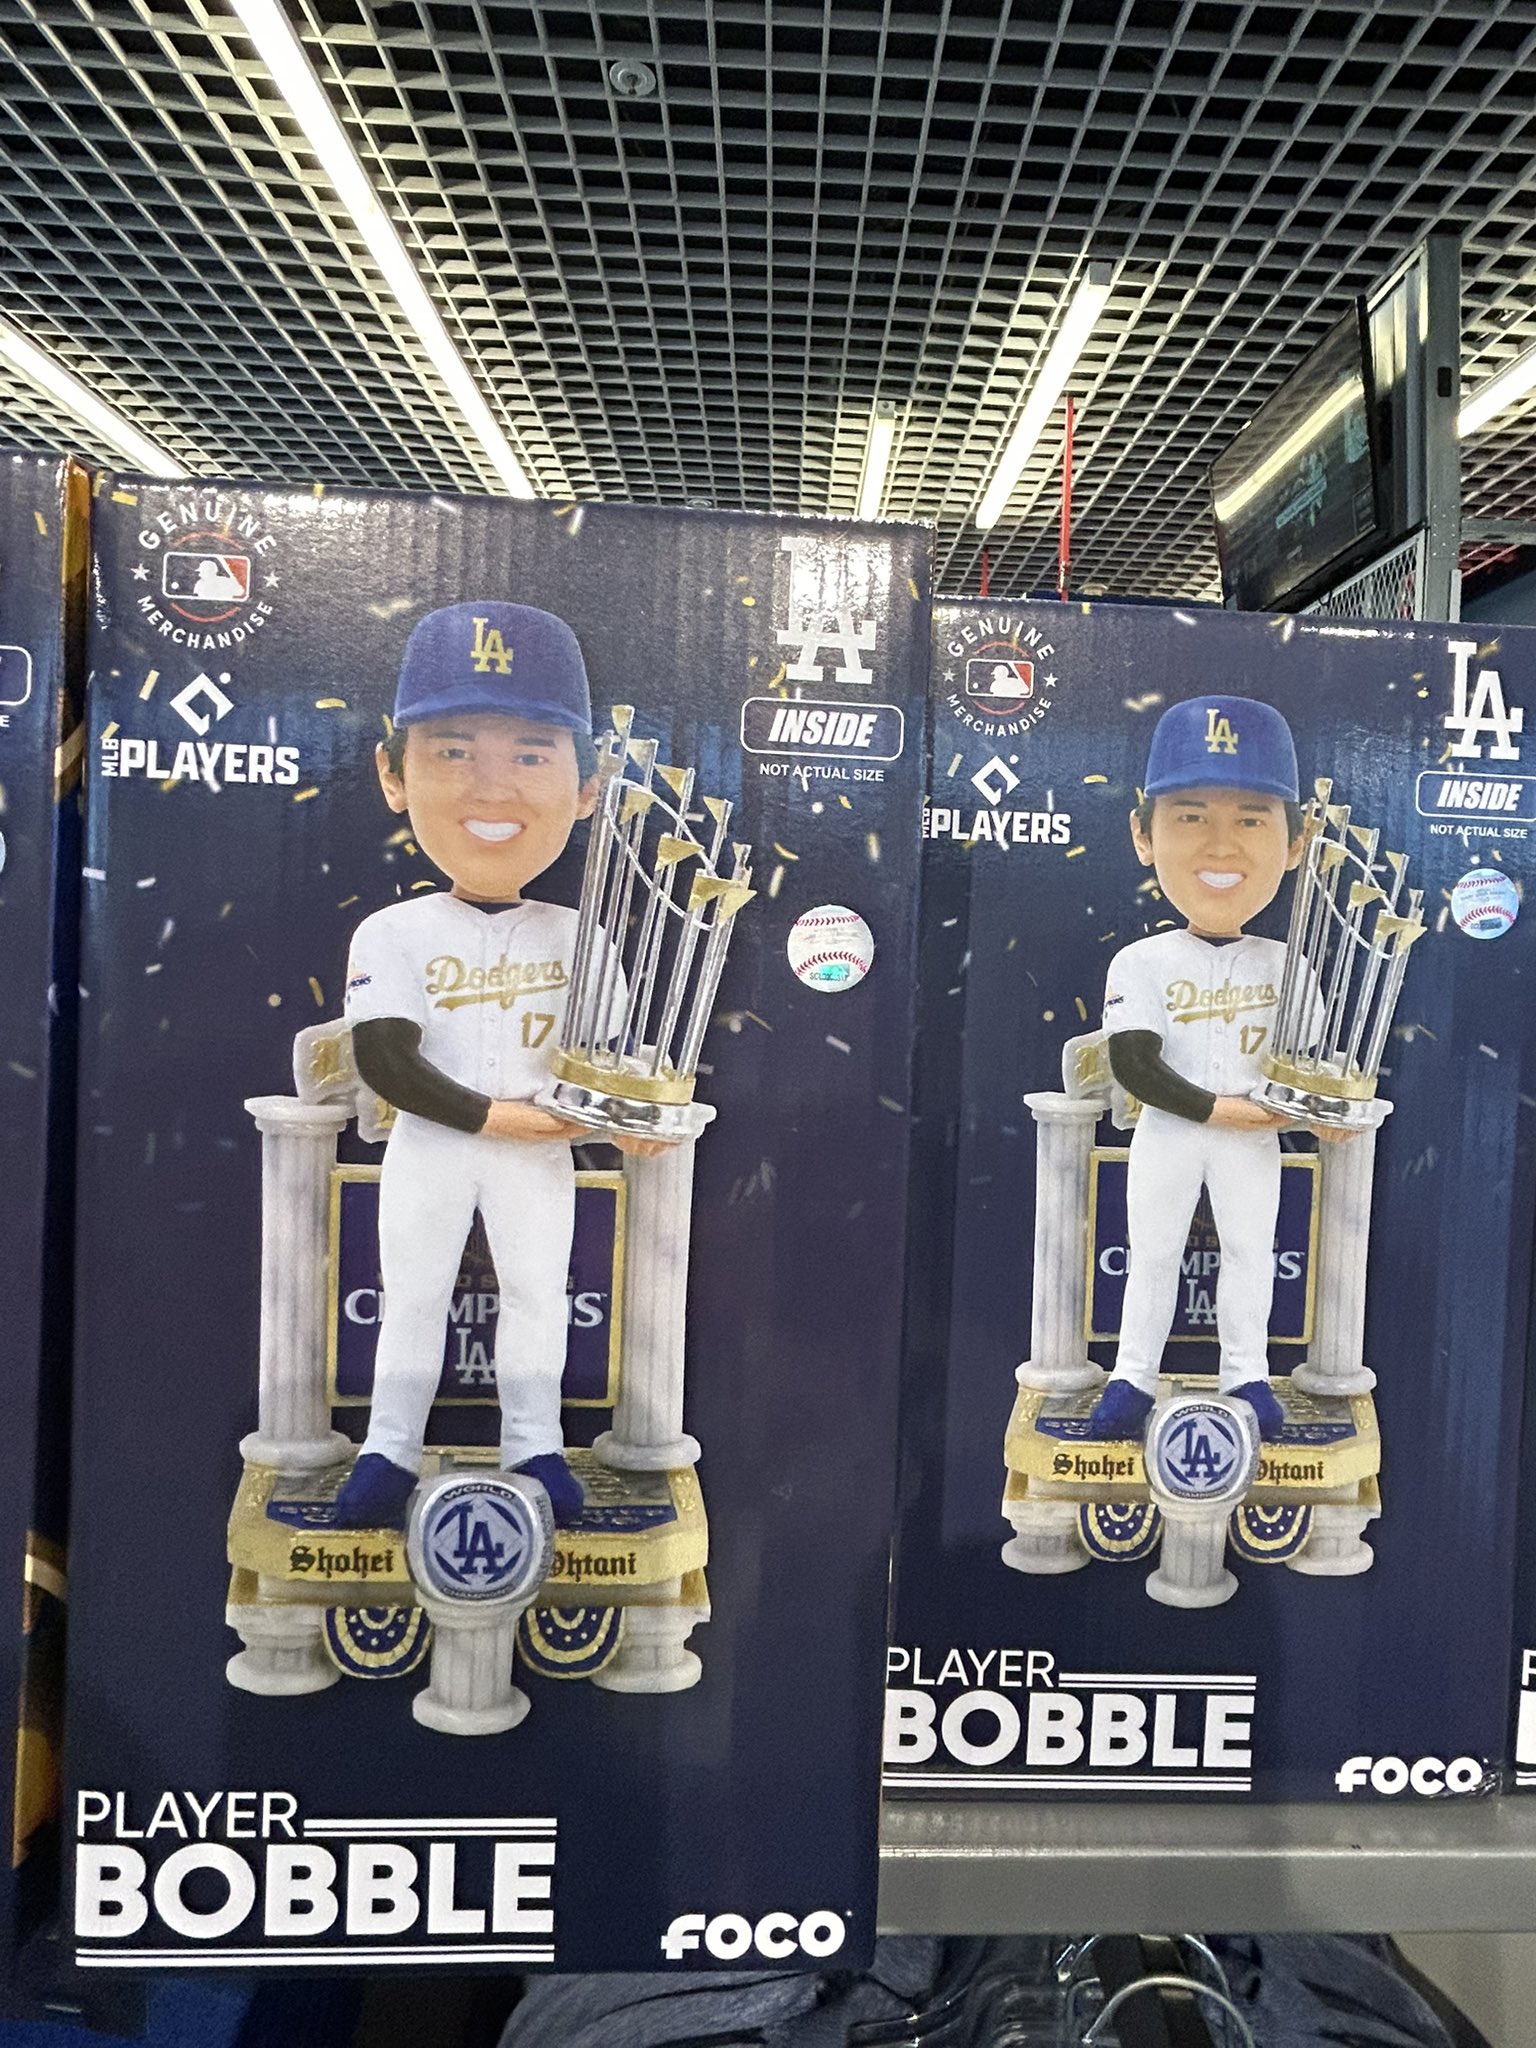 GENUINE
MERCHANDISE
MLB PLAYERS
LA
INSIDE
NOT ACTUAL SIZE
LA
Dodgers
17
LA
Shohei
WORLD
LA
CHAMPIONS
Ohtani
PLAYER
BOBBLE
FOCO
GENUINE
MERCHANDISE
MLB PLAYERS
LA
INSIDE
NOT ACTUAL SIZE
LA
Dodgers
17
LA
Shohei
WORLD
LA
CHAMPIONS
Ohtani
PLAYER
BOBBLE
FOCO